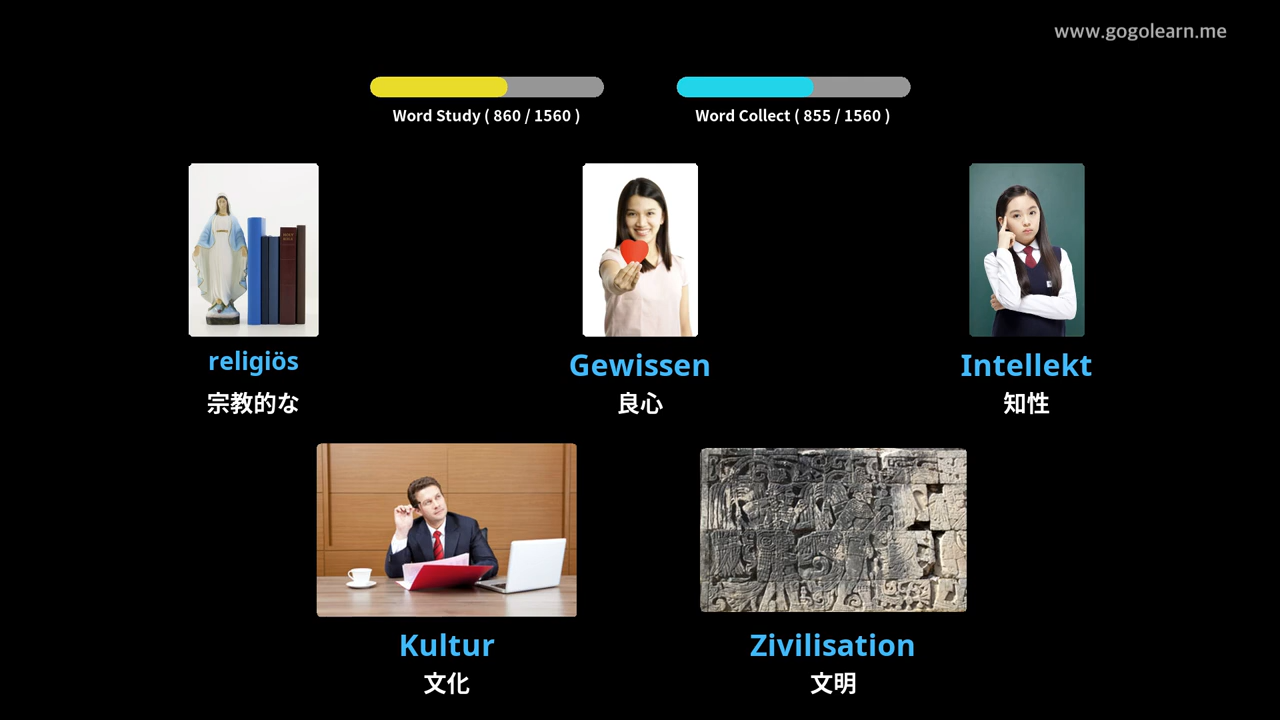 www.gogolearn.me
Word Study ( 860 / 1560 )
Word Collect ( 855 / 1560 )
religiös
宗教的な
Gewissen
良心
Intellekt
知性
Kultur
文化
Zivilisation
文明